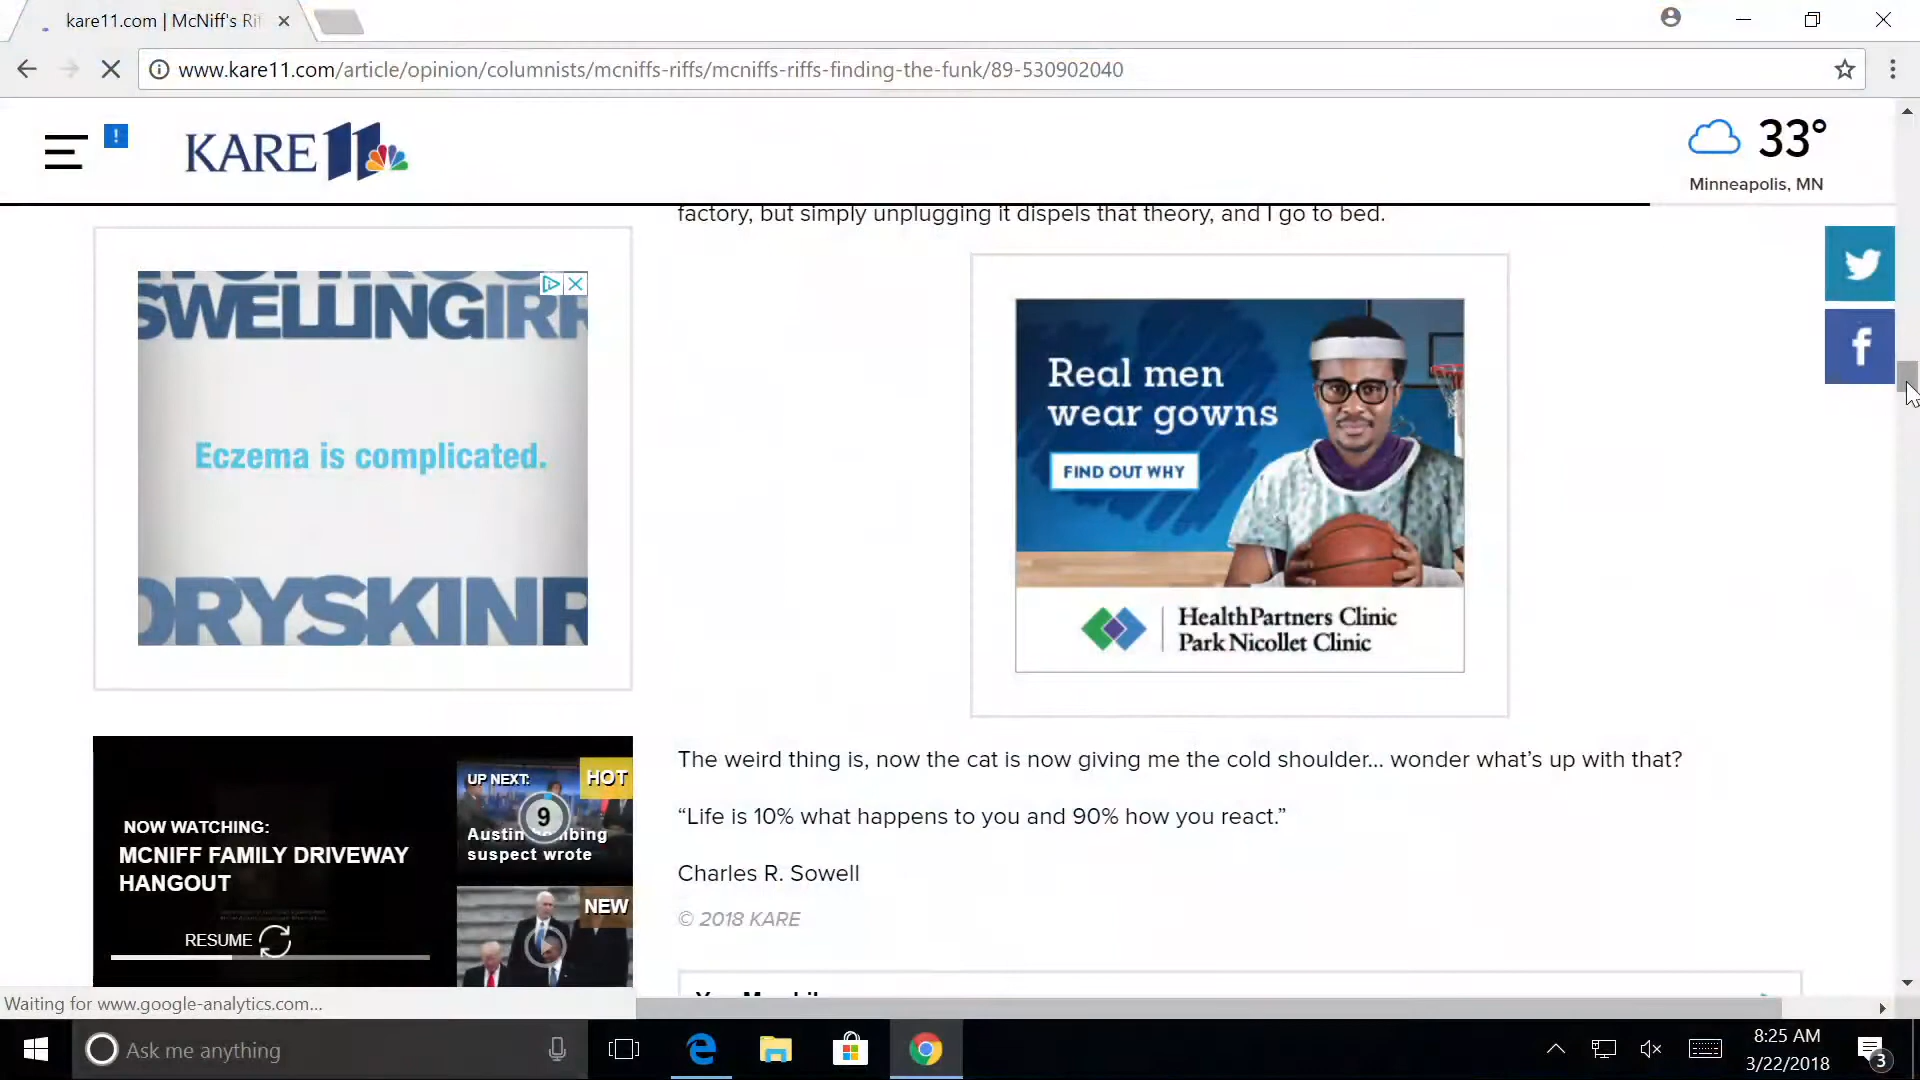 kare11.com | McNiff's Rif
www.kare11.com/article/opinion/columnists/mcniffs-riffs/mcniffs-riffs-finding-the-funk/89-530902040
KARE 11
33°
Minneapolis, MN
factory, but simply unplugging it dispels that theory, and I go to bed.
SWELLINGIRR
Eczema is complicated.
DRYSKINR
Real men
wear gowns
FIND OUT WHY
HealthPartners Clinic
Park Nicollet Clinic
The weird thing is, now the cat is now giving me the cold shoulder... wonder what's up with that?
“Life is 10% what happens to you and 90% how you react.”
Charles R. Sowell
© 2018 KARE
NOW WATCHING:
MCNIFF FAMILY DRIVEWAY
HANGOUT
RESUME
UP NEXT:
HOT
9
Austin bombing
suspect wrote
NEW
Waiting for www.google-analytics.com...
Ask me anything
8:25 AM
3/22/2018
3